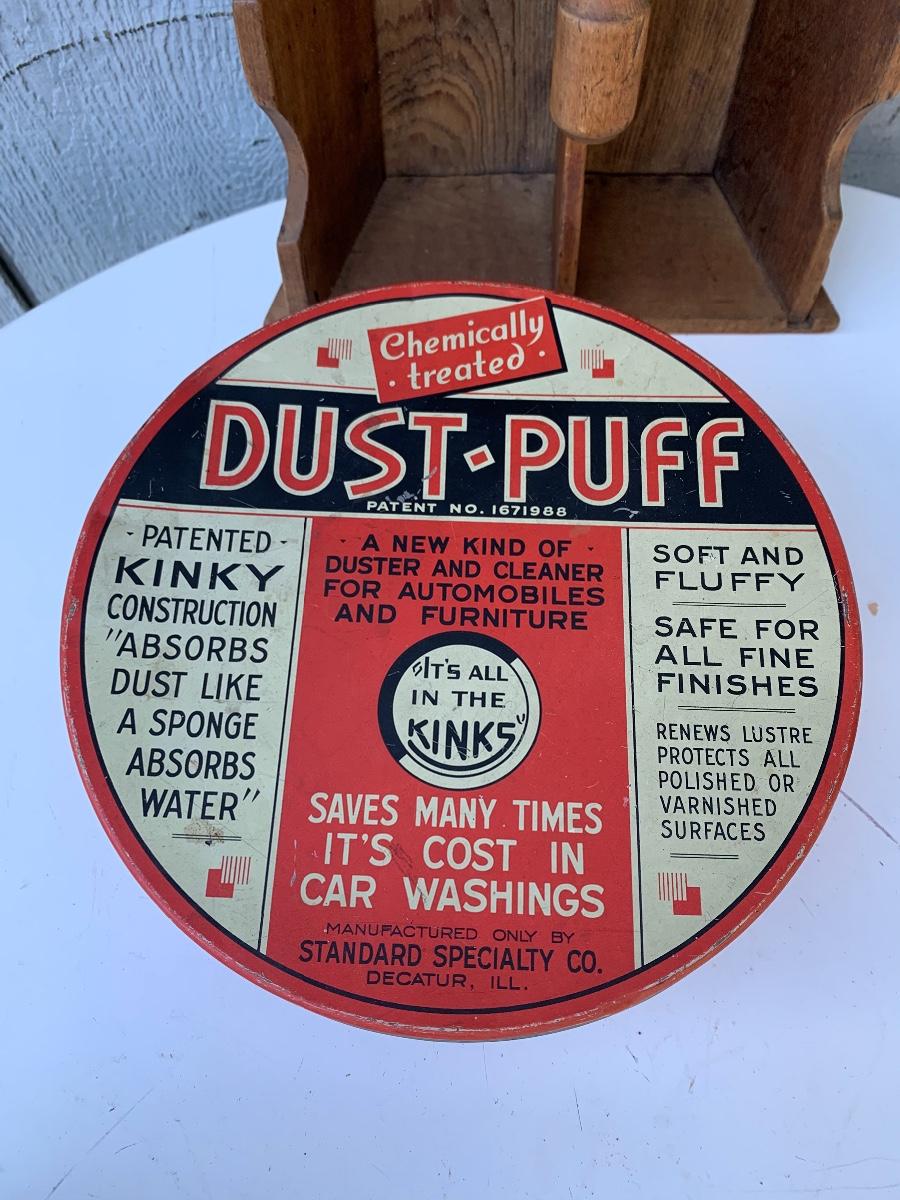 Chemically
· treated ·
DUST·PUFF
PATENT NO. 1671988
- PATENTED -
KINKY
CONSTRUCTION
"ABSORBS
DUST LIKE
A SPONGE
ABSORBS
WATER"
- A NEW KIND OF -
DUSTER AND CLEANER
FOR AUTOMOBILES
AND FURNITURE
"IT'S ALL
IN THE
KINKS"
SAVES MANY TIMES
IT'S COST IN
CAR WASHINGS
MANUFACTURED ONLY BY
STANDARD SPECIALTY CO.
DECATUR, ILL.
SOFT AND
FLUFFY
SAFE FOR
ALL FINE
FINISHES
RENEWS LUSTRE
PROTECTS ALL
POLISHED OR
VARNISHED
SURFACES